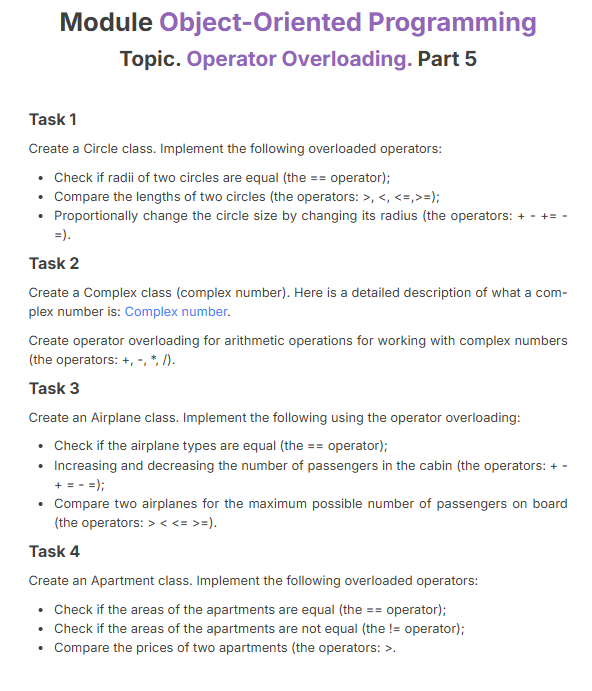 Module Object-Oriented Programming
Topic. Operator Overloading. Part 5
Task 1
Create a Circle class. Implement the following overloaded operators:
• Check if radii of two circles are equal (the == operator);
• Compare the lengths of two circles (the operators: >, <, <=,>=);
• Proportionally change the circle size by changing its radius (the operators: + - += -
=).
Task 2
Create a Complex class (complex number). Here is a detailed description of what a com-
plex number is: Complex number.
Create operator overloading for arithmetic operations for working with complex numbers
(the operators: +, -, *, /).
Task 3
Create an Airplane class. Implement the following using the operator overloading:
• Check if the airplane types are equal (the == operator);
• Increasing and decreasing the number of passengers in the cabin (the operators: + -
+ = - =);
• Compare two airplanes for the maximum possible number of passengers on board
(the operators: > < <= >=).
Task 4
Create an Apartment class. Implement the following overloaded operators:
• Check if the areas of the apartments are equal (the == operator);
• Check if the areas of the apartments are not equal (the != operator);
• Compare the prices of two apartments (the operators: >.